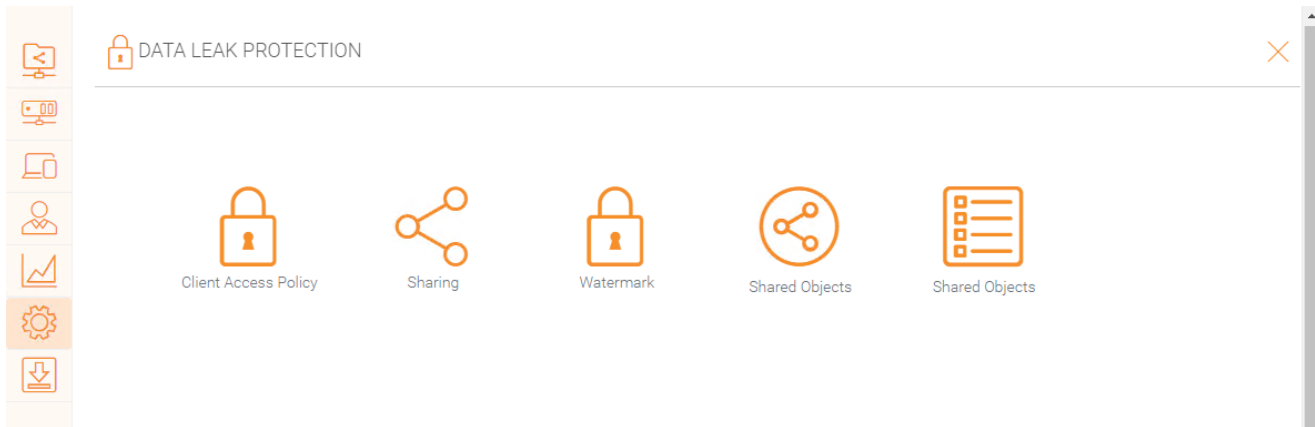 DATA LEAK PROTECTION
Client Access Policy
Sharing
Watermark
Shared Objects
Shared Objects